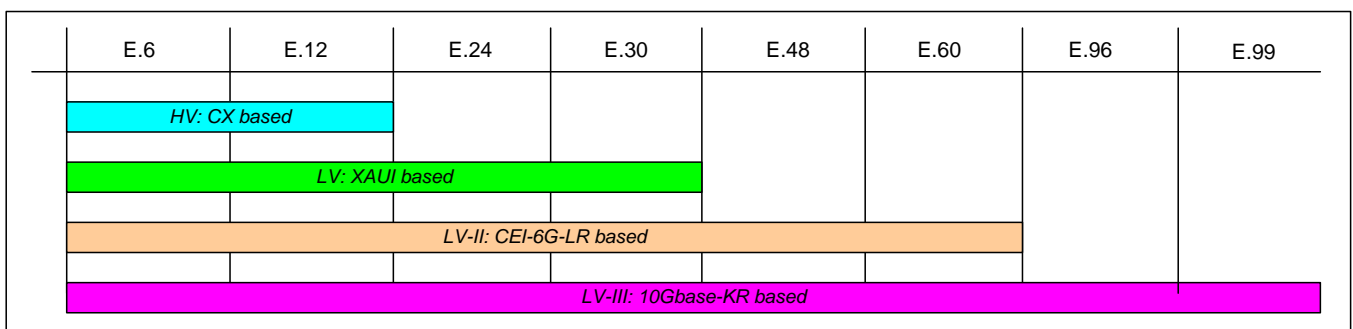 E.6 E.12 E.24 E.30 E.48 E.60 E.96 E.99
HV: CX based
LV: XAUI based
LV-II: CEI-6G-LR based
LV-III: 10Gbase-KR based